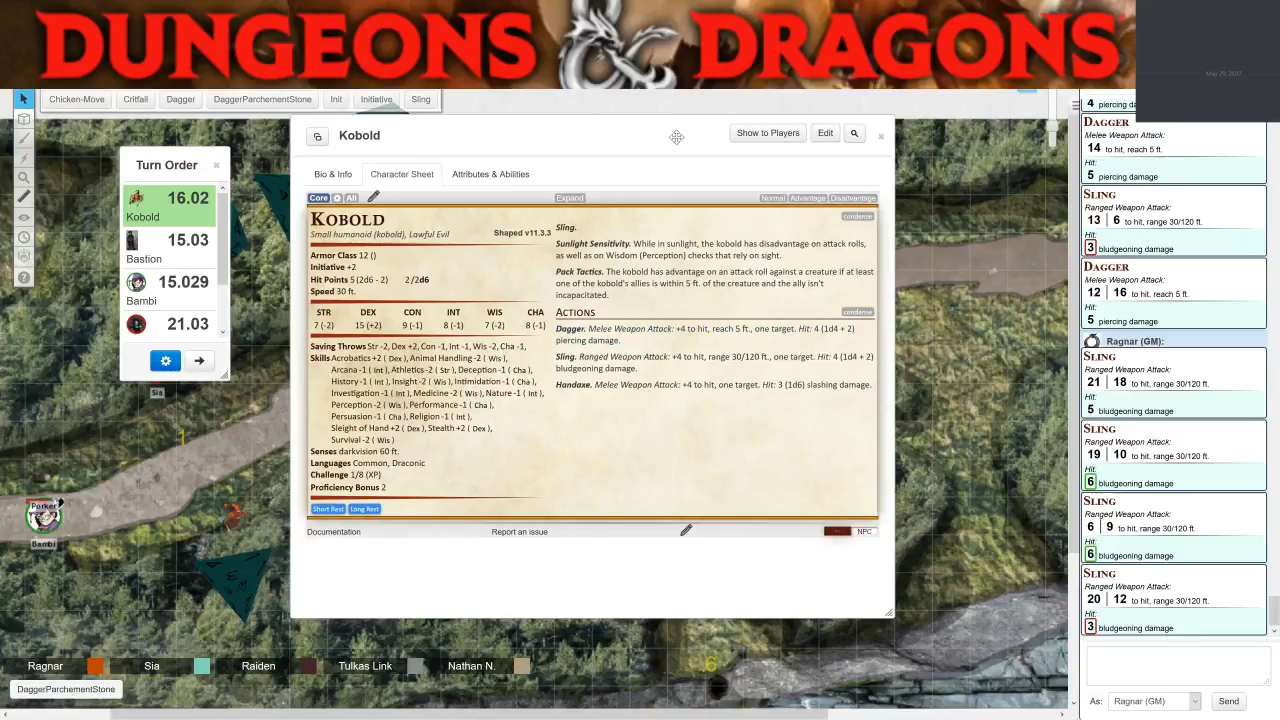 DUNGEONS & DRAGONS
May 29, 2017
Chicken-Move Critfall Dagger DaggerParchementStone Init Initiative Sling
Turn Order
16.02
Kobold
15.03
Bastion
15.029
Bambi
21.03
Kobold
Show to Players Edit
Bio & Info Character Sheet Attributes & Abilities
Core All Expand Normal Advantage Disadvantage
KOBOLD
Small humanoid (kobold), Lawful Evil
Shaped v11.3.3
Armor Class 12 ()
Initiative +2
Hit Points 5 (2d6 - 2) 2/2d6
Speed 30 ft.
STR DEX CON INT WIS CHA
7 (-2) 15 (+2) 9 (-1) 8 (-1) 7 (-2) 8 (-1)
Saving Throws Str -2, Dex +2, Con -1, Int -1, Wis -2, Cha -1,
Skills Acrobatics +2 ( Dex ), Animal Handling -2 ( Wis ),
Arcana -1 ( Int ), Athletics -2 ( Str ), Deception -1 ( Cha ),
History -1 ( Int ), Insight -2 ( Wis ), Intimidation -1 ( Cha ),
Investigation -1 ( Int ), Medicine -2 ( Wis ), Nature -1 ( Int ),
Perception -2 ( Wis ), Performance -1 ( Cha ),
Persuasion -1 ( Cha ), Religion -1 ( Int ),
Sleight of Hand +2 ( Dex ), Stealth +2 ( Dex ),
Survival -2 ( Wis )
Senses darkvision 60 ft.
Languages Common, Draconic
Challenge 1/8 (XP)
Proficiency Bonus 2
Short Rest Long Rest
condense
Sling.
Sunlight Sensitivity. While in sunlight, the kobold has disadvantage on attack rolls,
as well as on Wisdom (Perception) checks that rely on sight.
Pack Tactics. The kobold has advantage on an attack roll against a creature if at least
one of the kobold's allies is within 5 ft. of the creature and the ally isn't
incapacitated.
ACTIONS
condense
Dagger. Melee Weapon Attack: +4 to hit, reach 5 ft., one target. Hit: 4 (1d4 + 2)
piercing damage.
Sling. Ranged Weapon Attack: +4 to hit, range 30/120 ft., one target. Hit: 4 (1d4 + 2)
bludgeoning damage.
Handaxe. Melee Weapon Attack: +4 to hit, one target. Hit: 3 (1d6) slashing damage.
Documentation Report an issue NPC
4 piercing da
DAGGER
Melee Weapon Attack:
14 to hit, reach 5 ft.
Hit:
5 piercing damage
SLING
Ranged Weapon Attack:
13 | 6 to hit, range 30/120 ft.
Hit:
3 bludgeoning damage
DAGGER
Melee Weapon Attack:
12 | 16 to hit, reach 5 ft.
Hit:
5 piercing damage
Ragnar (GM):
SLING
Ranged Weapon Attack:
21 | 18 to hit, range 30/120 ft.
Hit:
5 bludgeoning damage
SLING
Ranged Weapon Attack:
19 | 10 to hit, range 30/120 ft.
Hit:
6 bludgeoning damage
SLING
Ranged Weapon Attack:
6 | 9 to hit, range 30/120 ft.
Hit:
6 bludgeoning damage
SLING
Ranged Weapon Attack:
20 | 12 to hit, range 30/120 ft.
Hit:
3 bludgeoning damage
As: Ragnar (GM) Send
Sia
1
Porker
Bambi
6
Ragnar Sia Raiden Tulkas Link Nathan N.
DaggerParchementStone